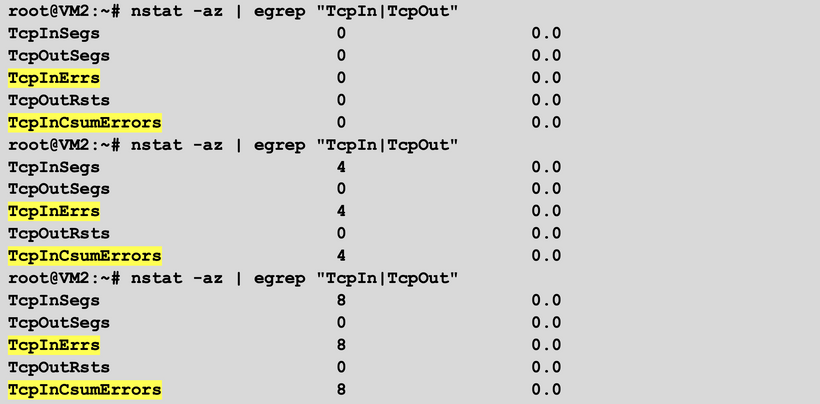 root@VM2:~# nstat -az | egrep "TcpIn|TcpOut"
TcpInSegs 0 0.0
TcpOutSegs 0 0.0
TcpInErrs 0 0.0
TcpOutRsts 0 0.0
TcpInCsumErrors 0 0.0
root@VM2:~# nstat -az | egrep "TcpIn|TcpOut"
TcpInSegs 4 0.0
TcpOutSegs 0 0.0
TcpInErrs 4 0.0
TcpOutRsts 0 0.0
TcpInCsumErrors 4 0.0
root@VM2:~# nstat -az | egrep "TcpIn|TcpOut"
TcpInSegs 8 0.0
TcpOutSegs 0 0.0
TcpInErrs 8 0.0
TcpOutRsts 0 0.0
TcpInCsumErrors 8 0.0